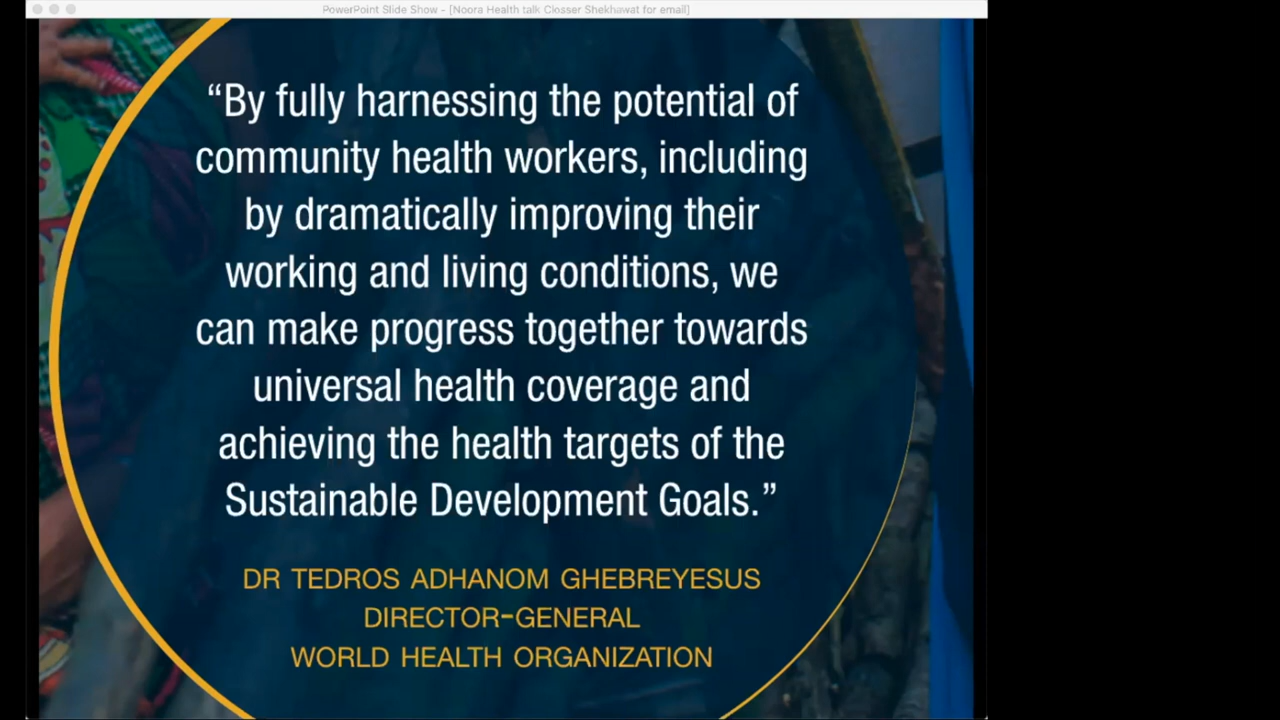 PowerPoint Slide Show - [Noora Health talk Closser Shekhawat for email]
“By fully harnessing the potential of
community health workers, including
by dramatically improving their
working and living conditions, we
can make progress together towards
universal health coverage and
achieving the health targets of the
Sustainable Development Goals.”
DR TEDROS ADHANOM GHEBREYESUS
DIRECTOR-GENERAL
WORLD HEALTH ORGANIZATION